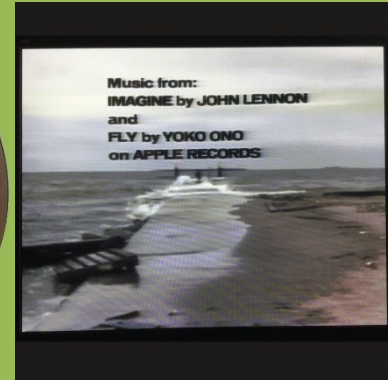 Music from:
IMAGINE by JOHN LENNON
and
FLY by YOKO ONO
on APPLE RECORDS